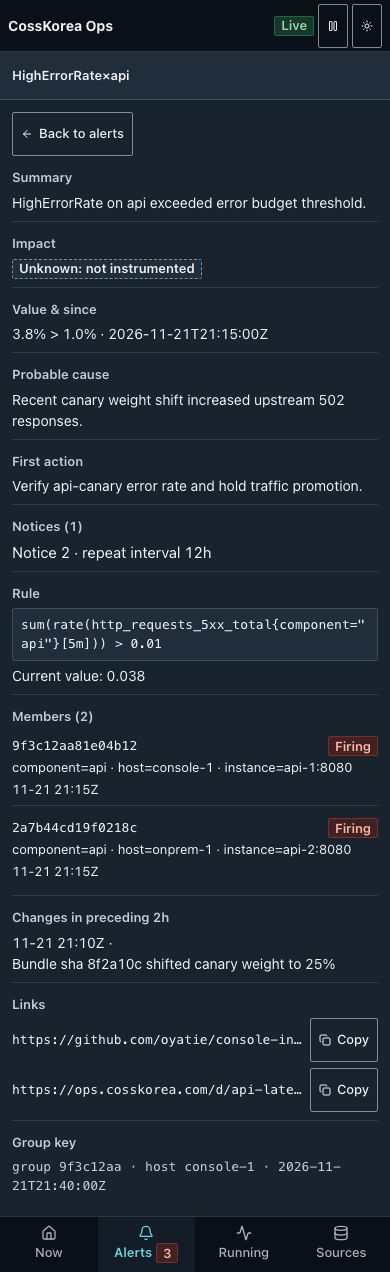 CossKorea Ops
Live
HighErrorRate×api
Back to alerts
Summary
HighErrorRate on api exceeded error budget threshold.
Impact
Unknown: not instrumented
Value & since
3.8% > 1.0% · 2026-11-21T21:15:00Z
Probable cause
Recent canary weight shift increased upstream 502
responses.
First action
Verify api-canary error rate and hold traffic promotion.
Notices (1)
Notice 2 · repeat interval 12h
Rule
sum(rate(http_requests_5xx_total{component="
api"}[5m])) > 0.01
Current value: 0.038
Members (2)
9f3c12aa81e04b12
Firing
component=api · host=console-1 · instance=api-1:8080
11-21 21:15Z
2a7b44cd19f0218c
Firing
component=api · host=onprem-1 · instance=api-2:8080
11-21 21:15Z
Changes in preceding 2h
11-21 21:10Z ·
Bundle sha 8f2a10c shifted canary weight to 25%
Links
https://github.com/oyatie/console-in…
Copy
https://ops.cosskorea.com/d/api-late…
Copy
Group key
group 9f3c12aa · host console-1 · 2026-11-
21T21:40:00Z
Now
Alerts 3
Running
Sources